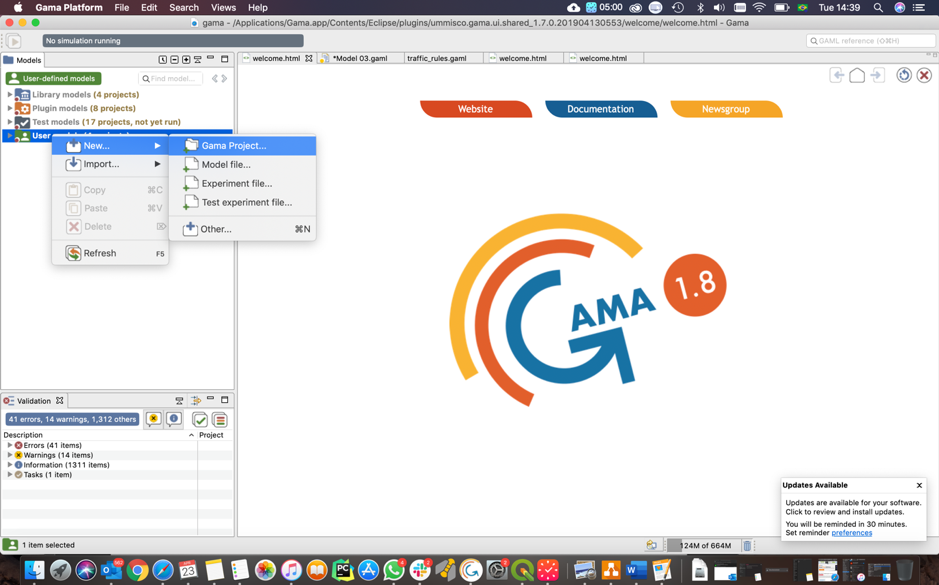 Gama Platform File Edit Search Views Help 05:00 Tue 14:39
gama - /Applications/Gama.app/Contents/Eclipse/plugins/ummisco.gama.ui.shared_1.7.0.201904130553/welcome/welcome.html - Gama
No simulation running
GAML reference (⇧⌘H)
Models
welcome.html
*Model 03.gaml
traffic_rules.gaml
welcome.html
welcome.html
User-defined models
Find model...
Library models (4 projects)
Plugin models (8 projects)
Test models (17 projects, not yet run)
Website
Documentation
Newsgroup
New...
Import...
Copy ⌘C
Paste ⌘V
Delete ⌦
Refresh F5
Gama Project...
Model file...
Experiment file...
Test experiment file...
Other... ⌘N
AMA
1.8
Validation
41 errors, 14 warnings, 1,312 others
Description
Project
Errors (41 items)
Warnings (14 items)
Information (1311 items)
Tasks (1 item)
Updates Available
Updates are available for your software.
Click to review and install updates.
You will be reminded in 30 minutes.
Set reminder preferences
1 item selected
124M of 664M